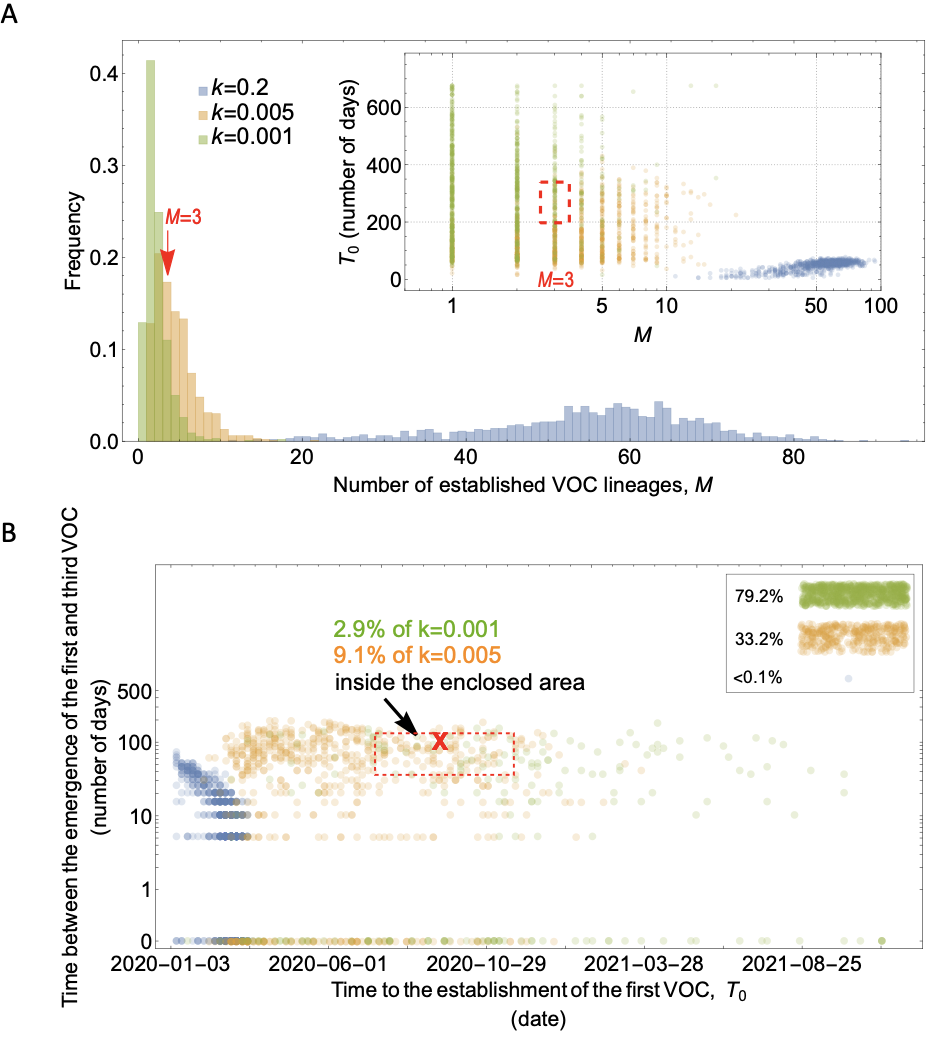 A
k=0.2
k=0.005
k=0.001
M=3
Frequency
0.4
0.3
0.2
0.1
0.0
0
20
40
60
80
Number of established VOC lineages, M
T₀ (number of days)
600
400
200
0
M=3
1
5
10
50
100
M
B
Time between the emergence of the first and third VOC
(number of days)
500
100
10
1
0
2.9% of k=0.001
9.1% of k=0.005
inside the enclosed area
X
79.2%
33.2%
<0.1%
2020−01−03
2020−06−01
2020−10−29
2021−03−28
2021−08−25
Time to the establishment of the first VOC, T₀
(date)